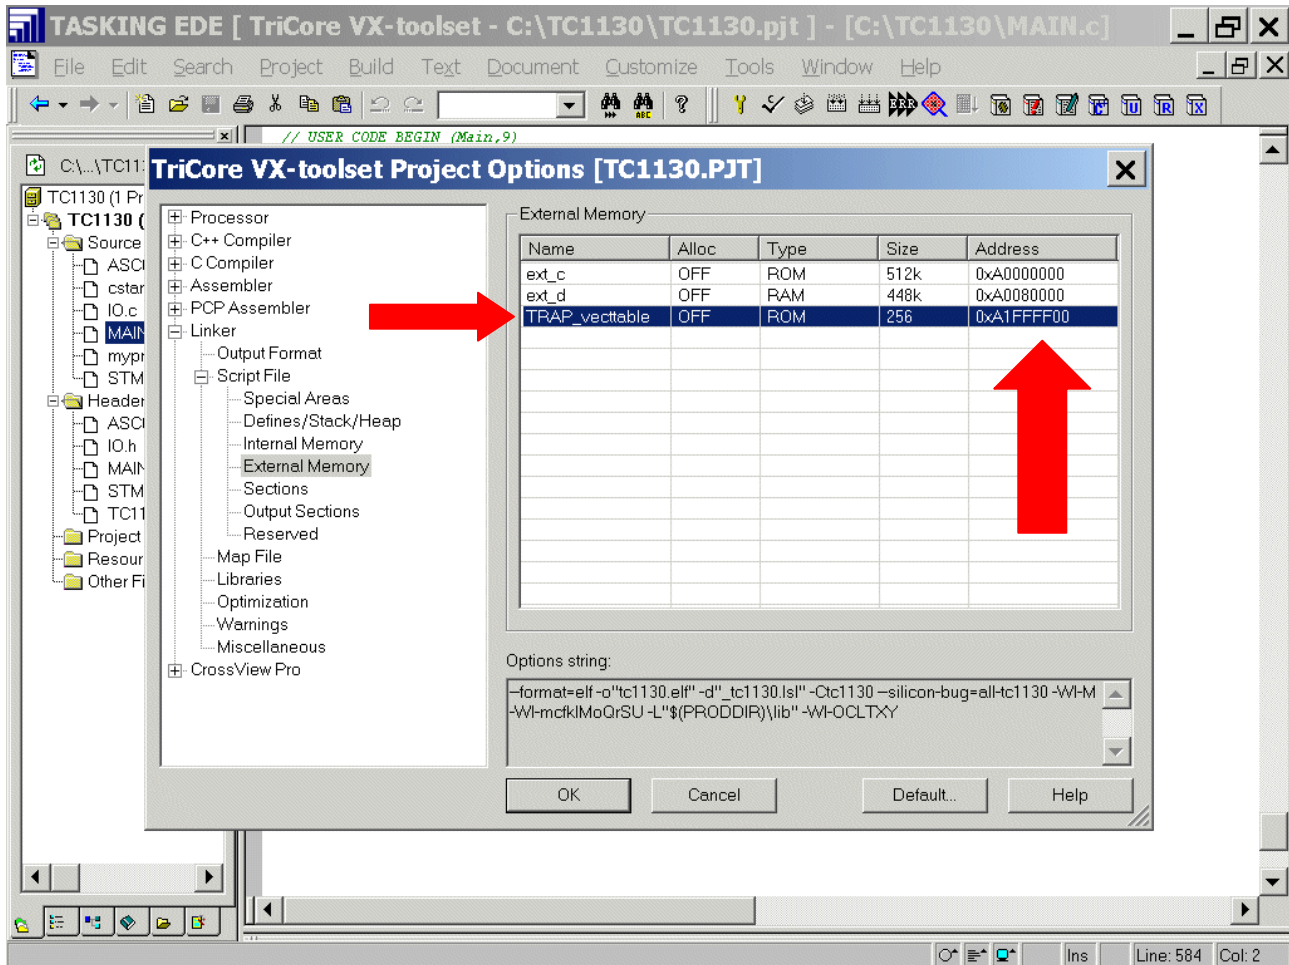 TASKING EDE [ TriCore VX-toolset - C:\TC1130\TC1130.pjt ] - [C:\TC1130\MAIN.c]
File Edit Search Project Build Text Document Customize Tools Window Help
// USER CODE BEGIN (Main,9)
C:\...\TC11
TriCore VX-toolset Project Options [TC1130.PJT]
TC1130 (1 Pr
TC1130 (
Source
ASCI
cstar
IO.c
MAIN
mypr
STM
Header
ASCI
IO.h
MAIN
STM
TC11
Project
Resour
Other Fi
Processor
C++ Compiler
C Compiler
Assembler
PCP Assembler
Linker
Output Format
Script File
Special Areas
Defines/Stack/Heap
Internal Memory
External Memory
Sections
Output Sections
Reserved
Map File
Libraries
Optimization
Warnings
Miscellaneous
CrossView Pro
External Memory
Name Alloc Type Size Address
ext_c OFF ROM 512k 0xA0000000
ext_d OFF RAM 448k 0xA0080000
TRAP_vecttable OFF ROM 256 0xA1FFFF00
Options string:
--format=elf -o"tc1130.elf" -d"_tc1130.lsl" -Ctc1130 --silicon-bug=all-tc1130 -Wl-M
-Wl-mcfklMoQrSU -L"$(PRODDIR)\lib" -Wl-OCLTXY
OK Cancel Default... Help
Ins Line: 584 Col: 2